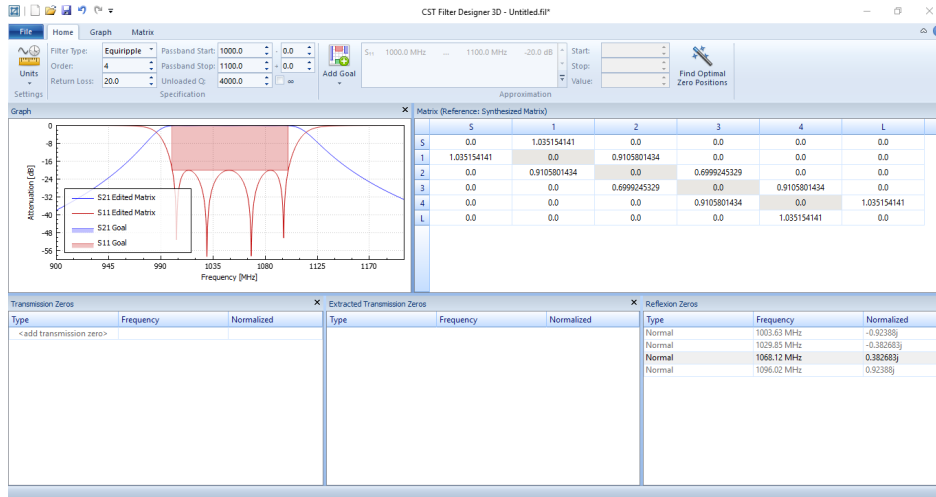 CST Filter Designer 3D - Untitled.fil*
File Home Graph Matrix
Units
Settings
Filter Type: Equiripple Passband Start: 1000.0 - 0.0
Order: 4 Passband Stop: 1100.0 + 0.0
Return Loss: 20.0 Unloaded Q: 4000.0 ∞
Specification
Add Goal
S₁₁ 1000.0 MHz ... 1100.0 MHz -20.0 dB
Start:
Stop:
Value:
Approximation
Find Optimal
Zero Positions
Graph
0
-8
-16
-24
-32
-40
-48
-56
Attenuation [dB]
S21 Edited Matrix
S11 Edited Matrix
S21 Goal
S11 Goal
900 945 990 1035 1080 1125 1170
Frequency [MHz]
Matrix (Reference: Synthesized Matrix)
S 1 2 3 4 L
S 0.0 1.035154141 0.0 0.0 0.0 0.0
1 1.035154141 0.0 0.9105801434 0.0 0.0 0.0
2 0.0 0.9105801434 0.0 0.6999245329 0.0 0.0
3 0.0 0.0 0.6999245329 0.0 0.9105801434 0.0
4 0.0 0.0 0.0 0.9105801434 0.0 1.035154141
L 0.0 0.0 0.0 0.0 1.035154141 0.0
Transmission Zeros
Type Frequency Normalized
<add transmission zero>
Extracted Transmission Zeros
Type Frequency Normalized
Reflexion Zeros
Type Frequency Normalized
Normal 1003.63 MHz -0.92388j
Normal 1029.85 MHz -0.382683j
Normal 1068.12 MHz 0.382683j
Normal 1096.02 MHz 0.92388j